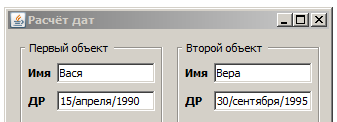 Расчёт дат
Первый объект
Имя Вася
ДР 15/апреля/1990
Второй объект
Имя Вера
ДР 30/сентября/1995